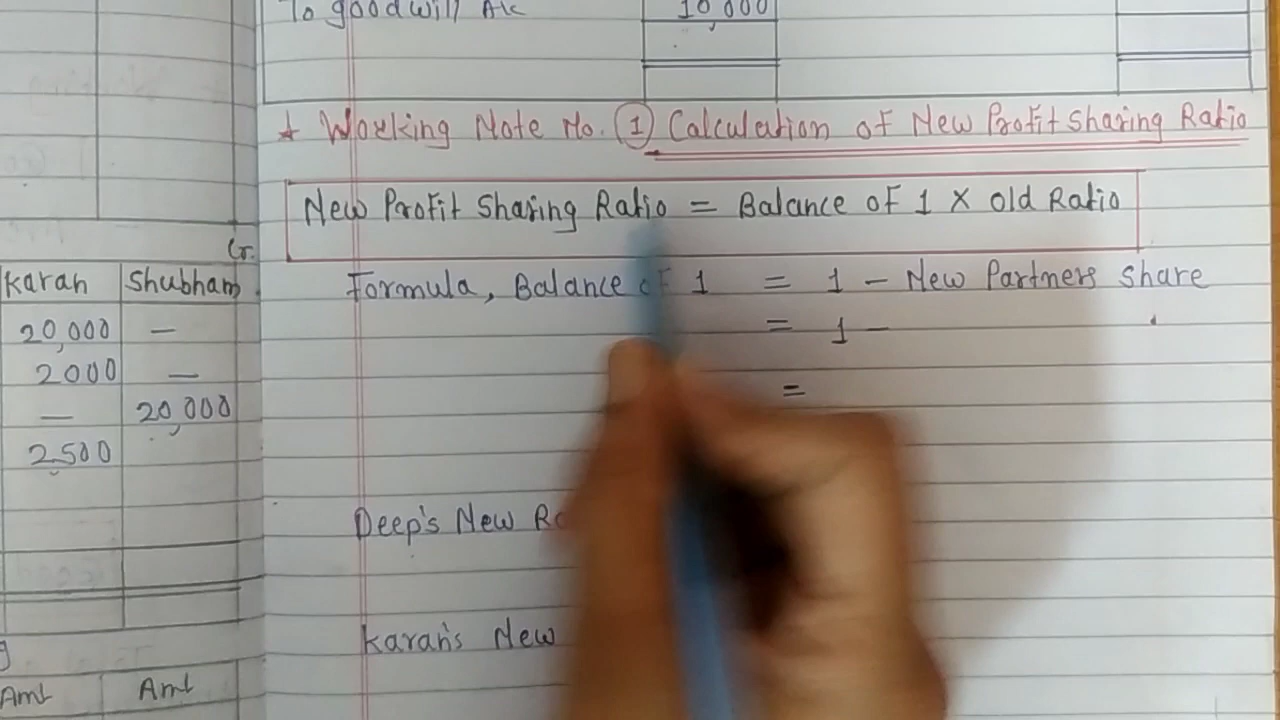 To goodwill A/c 10,000
★ Working Note No. ① Calculation of New Profit Sharing Ratio
New Profit Sharing Ratio = Balance of 1 X old Ratio
Formula, Balance of 1 = 1 - New Partners share
= 1 -
=
Deep's New
Karan's New
Cr.
Karan Shubham
20,000 —
2000 —
— 20,000
2,500
Amt Amt